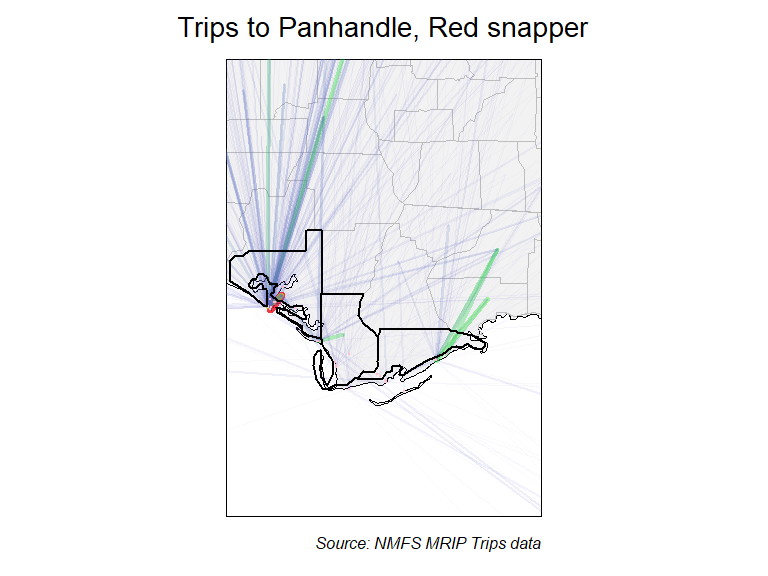 Trips to Panhandle, Red snapper
Source: NMFS MRIP Trips data